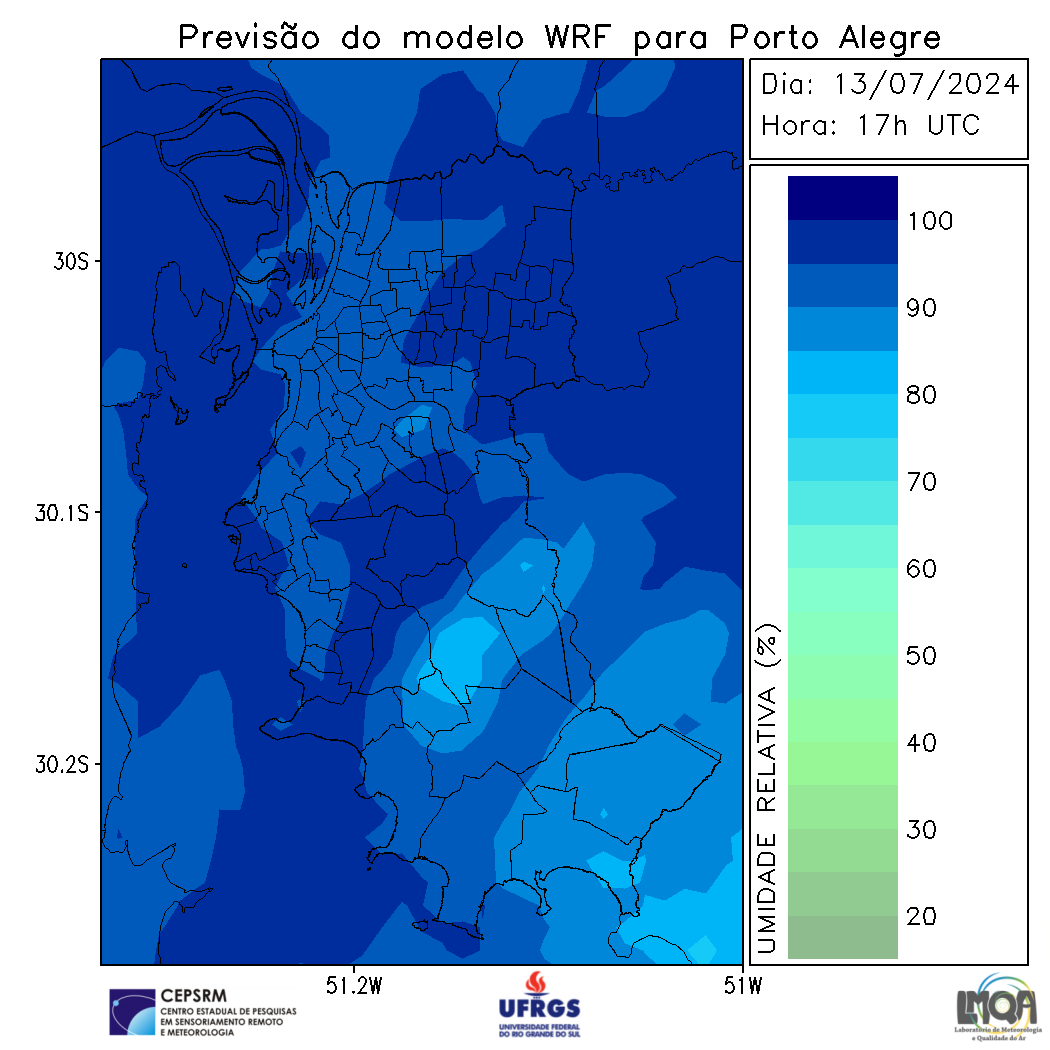 Previsão do modelo WRF para Porto Alegre
Dia: 13/07/2024
Hora: 17h UTC
30S
30.1S
30.2S
51.2W
51W
UMIDADE RELATIVA (%)
100
90
80
70
60
50
40
30
20
CEPSRM
CENTRO ESTADUAL DE PESQUISAS
EM SENSORIAMENTO REMOTO
E METEOROLOGIA
UFRGS
UNIVERSIDADE FEDERAL
DO RIO GRANDE DO SUL
LMQA
Laboratório de Meteorologia
e Qualidade do Ar